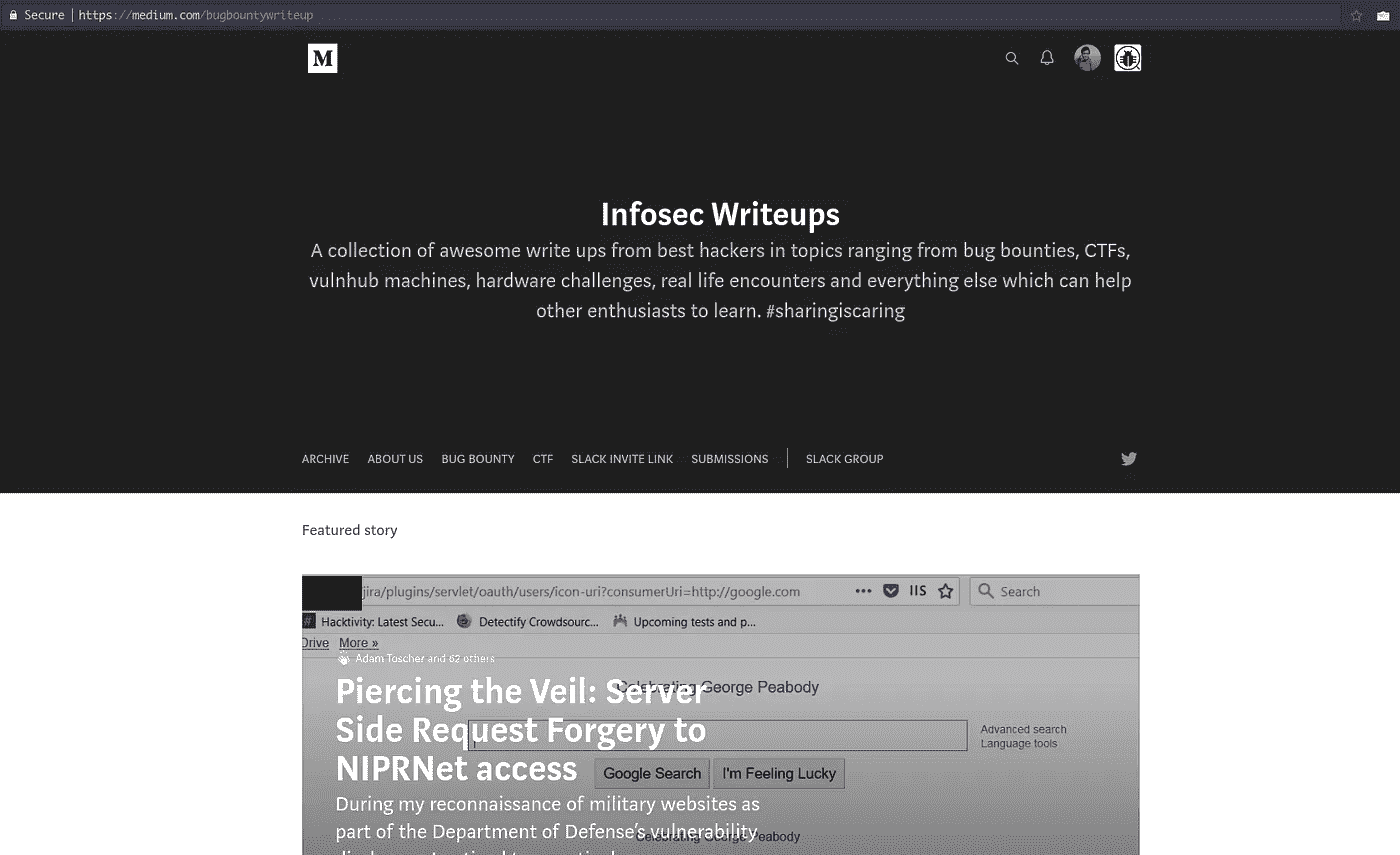 Secure | https://medium.com/bugbountywriteup
M
Infosec Writeups
A collection of awesome write ups from best hackers in topics ranging from bug bounties, CTFs,
vulnhub machines, hardware challenges, real life encounters and everything else which can help
other enthusiasts to learn. #sharingiscaring
ARCHIVE ABOUT US BUG BOUNTY CTF SLACK INVITE LINK SUBMISSIONS | SLACK GROUP
Featured story
jira/plugins/servlet/oauth/users/icon-uri?consumerUri=http://google.com ••• IIS Search
# Hacktivity: Latest Secu... Detectify Crowdsourc... Upcoming tests and p...
Drive More »
Adam Toscher and 62 others
Celebrating George Peabody
Piercing the Veil: Server
Side Request Forgery to
NIPRNet access
Advanced search
Language tools
Google Search I'm Feeling Lucky
During my reconnaissance of military websites as
part of the Department of Defense's vulnerability
Celebrating George Peabody